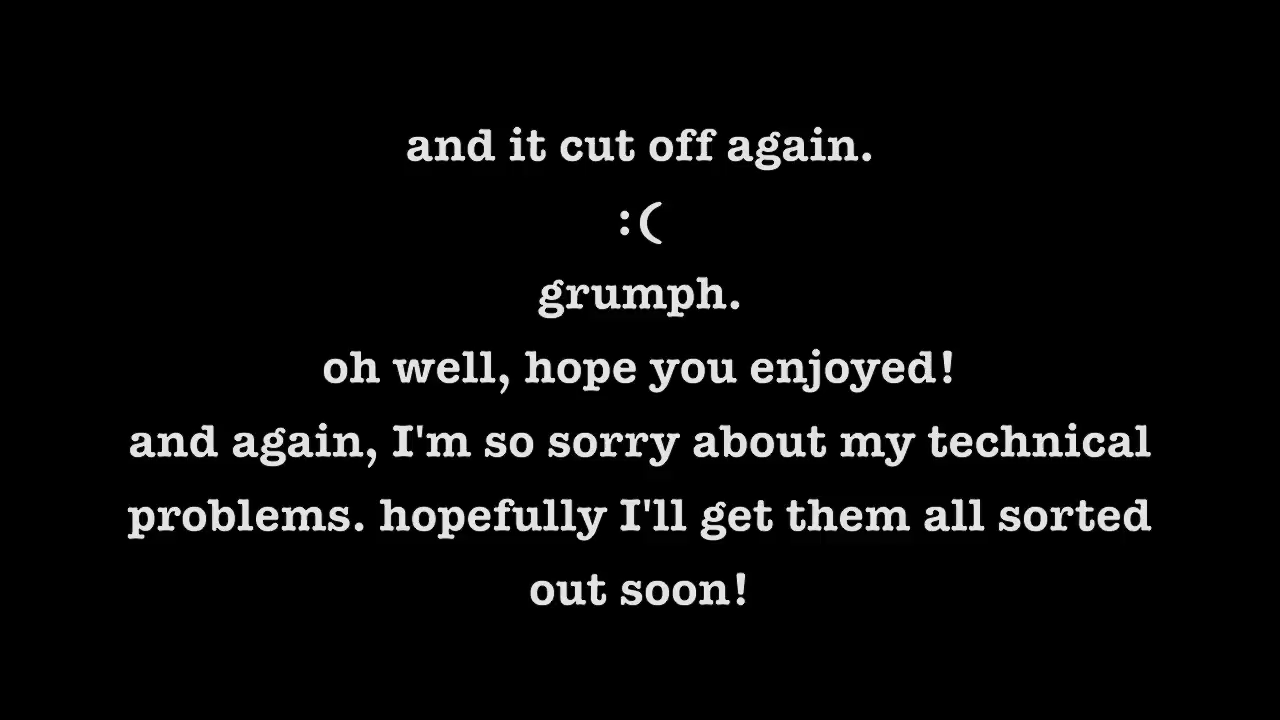 and it cut off again.
:(
grumph.
oh well, hope you enjoyed!
and again, I'm so sorry about my technical
problems. hopefully I'll get them all sorted
out soon!